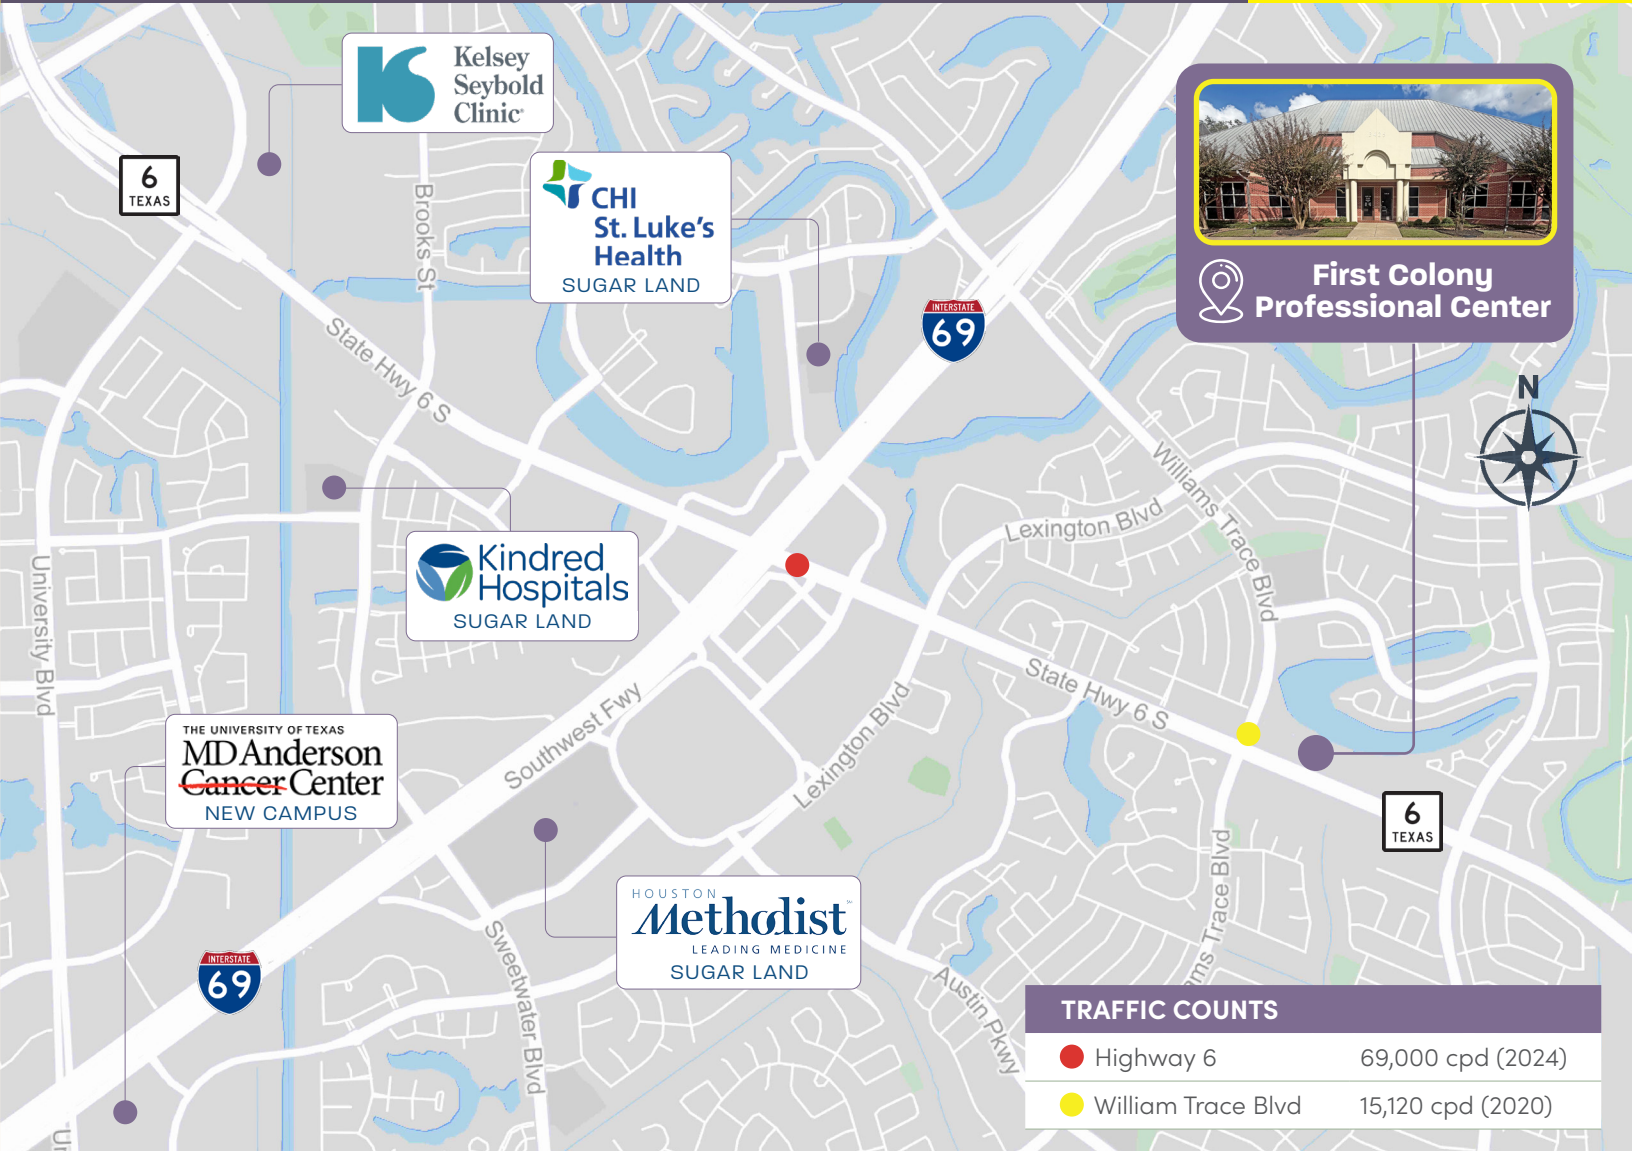 Kelsey
Seybold
Clinic
6
TEXAS
Brooks St
CHI
St. Luke's
Health
SUGAR LAND
INTERSTATE
69
First Colony
Professional Center
N
State Hwy 6 S
Williams Trace Blvd
Lexington Blvd
Kindred
Hospitals
SUGAR LAND
University Blvd
State Hwy 6 S
Southwest Fwy
Lexington Blvd
THE UNIVERSITY OF TEXAS
MD Anderson
Cancer Center
NEW CAMPUS
6
TEXAS
HOUSTON
Methodist
LEADING MEDICINE
SUGAR LAND
ams Trace Blvd
INTERSTATE
69
Sweetwater Blvd
Austin Pkwy
Un
TRAFFIC COUNTS
Highway 6 69,000 cpd (2024)
William Trace Blvd 15,120 cpd (2020)